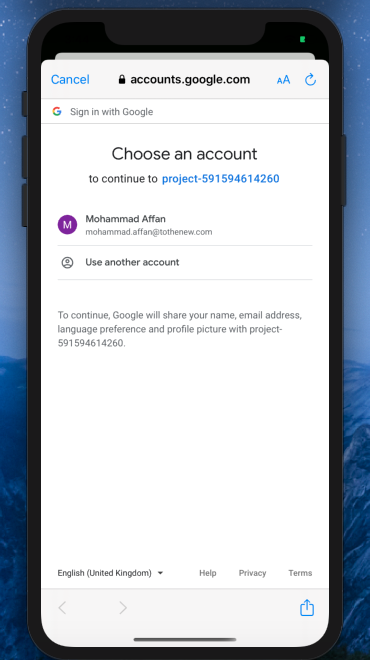 Cancel accounts.google.com AA
Sign in with Google
Choose an account
to continue to project-591594614260
M Mohammad Affan
mohammad.affan@tothenew.com
Use another account
To continue, Google will share your name, email address,
language preference and profile picture with project-
591594614260.
English (United Kingdom) Help Privacy Terms